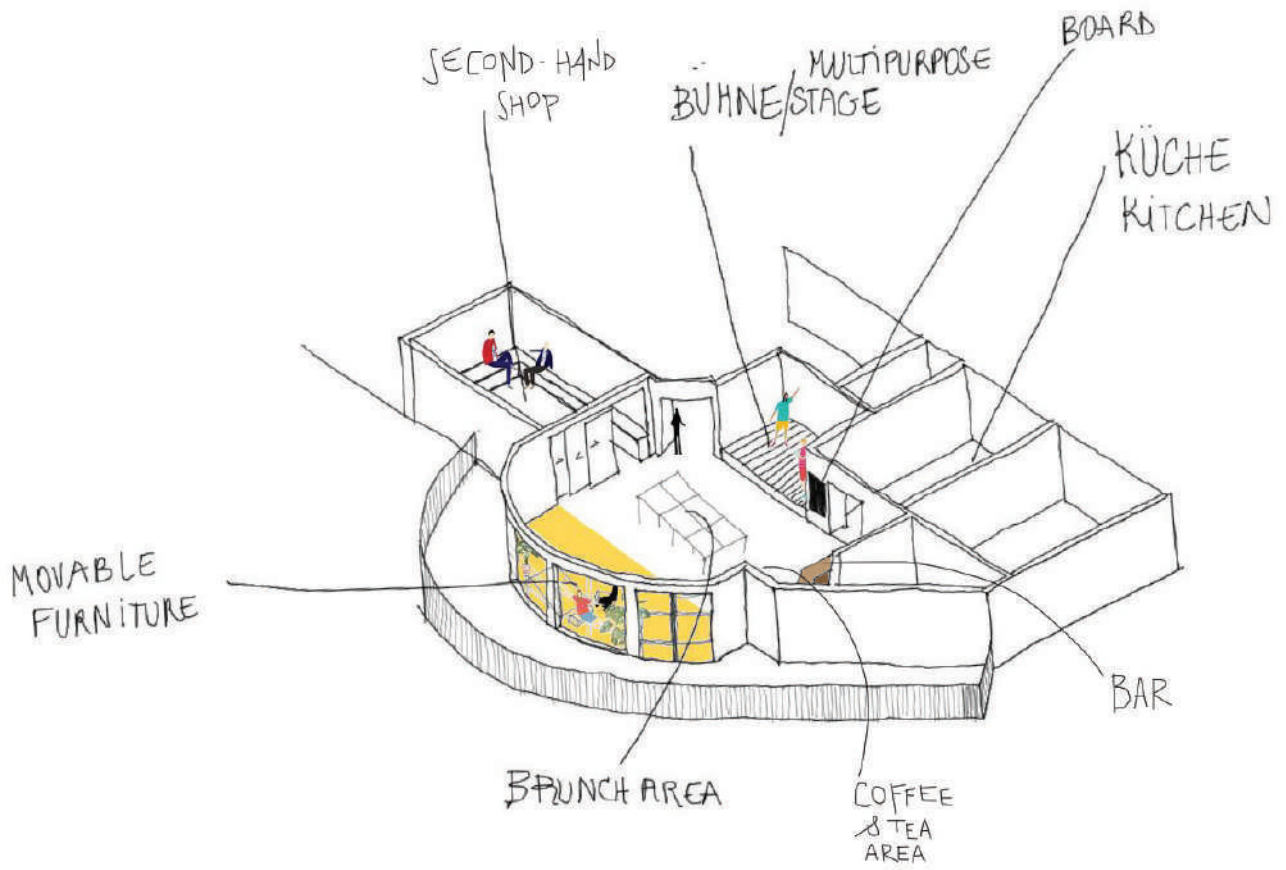 SECOND-HAND
SHOP
MULTIPURPOSE
BÜHNE/STAGE
BOARD
KÜCHE
KITCHEN
MOVABLE
FURNITURE
BRUNCH AREA
COFFEE
& TEA
AREA
BAR